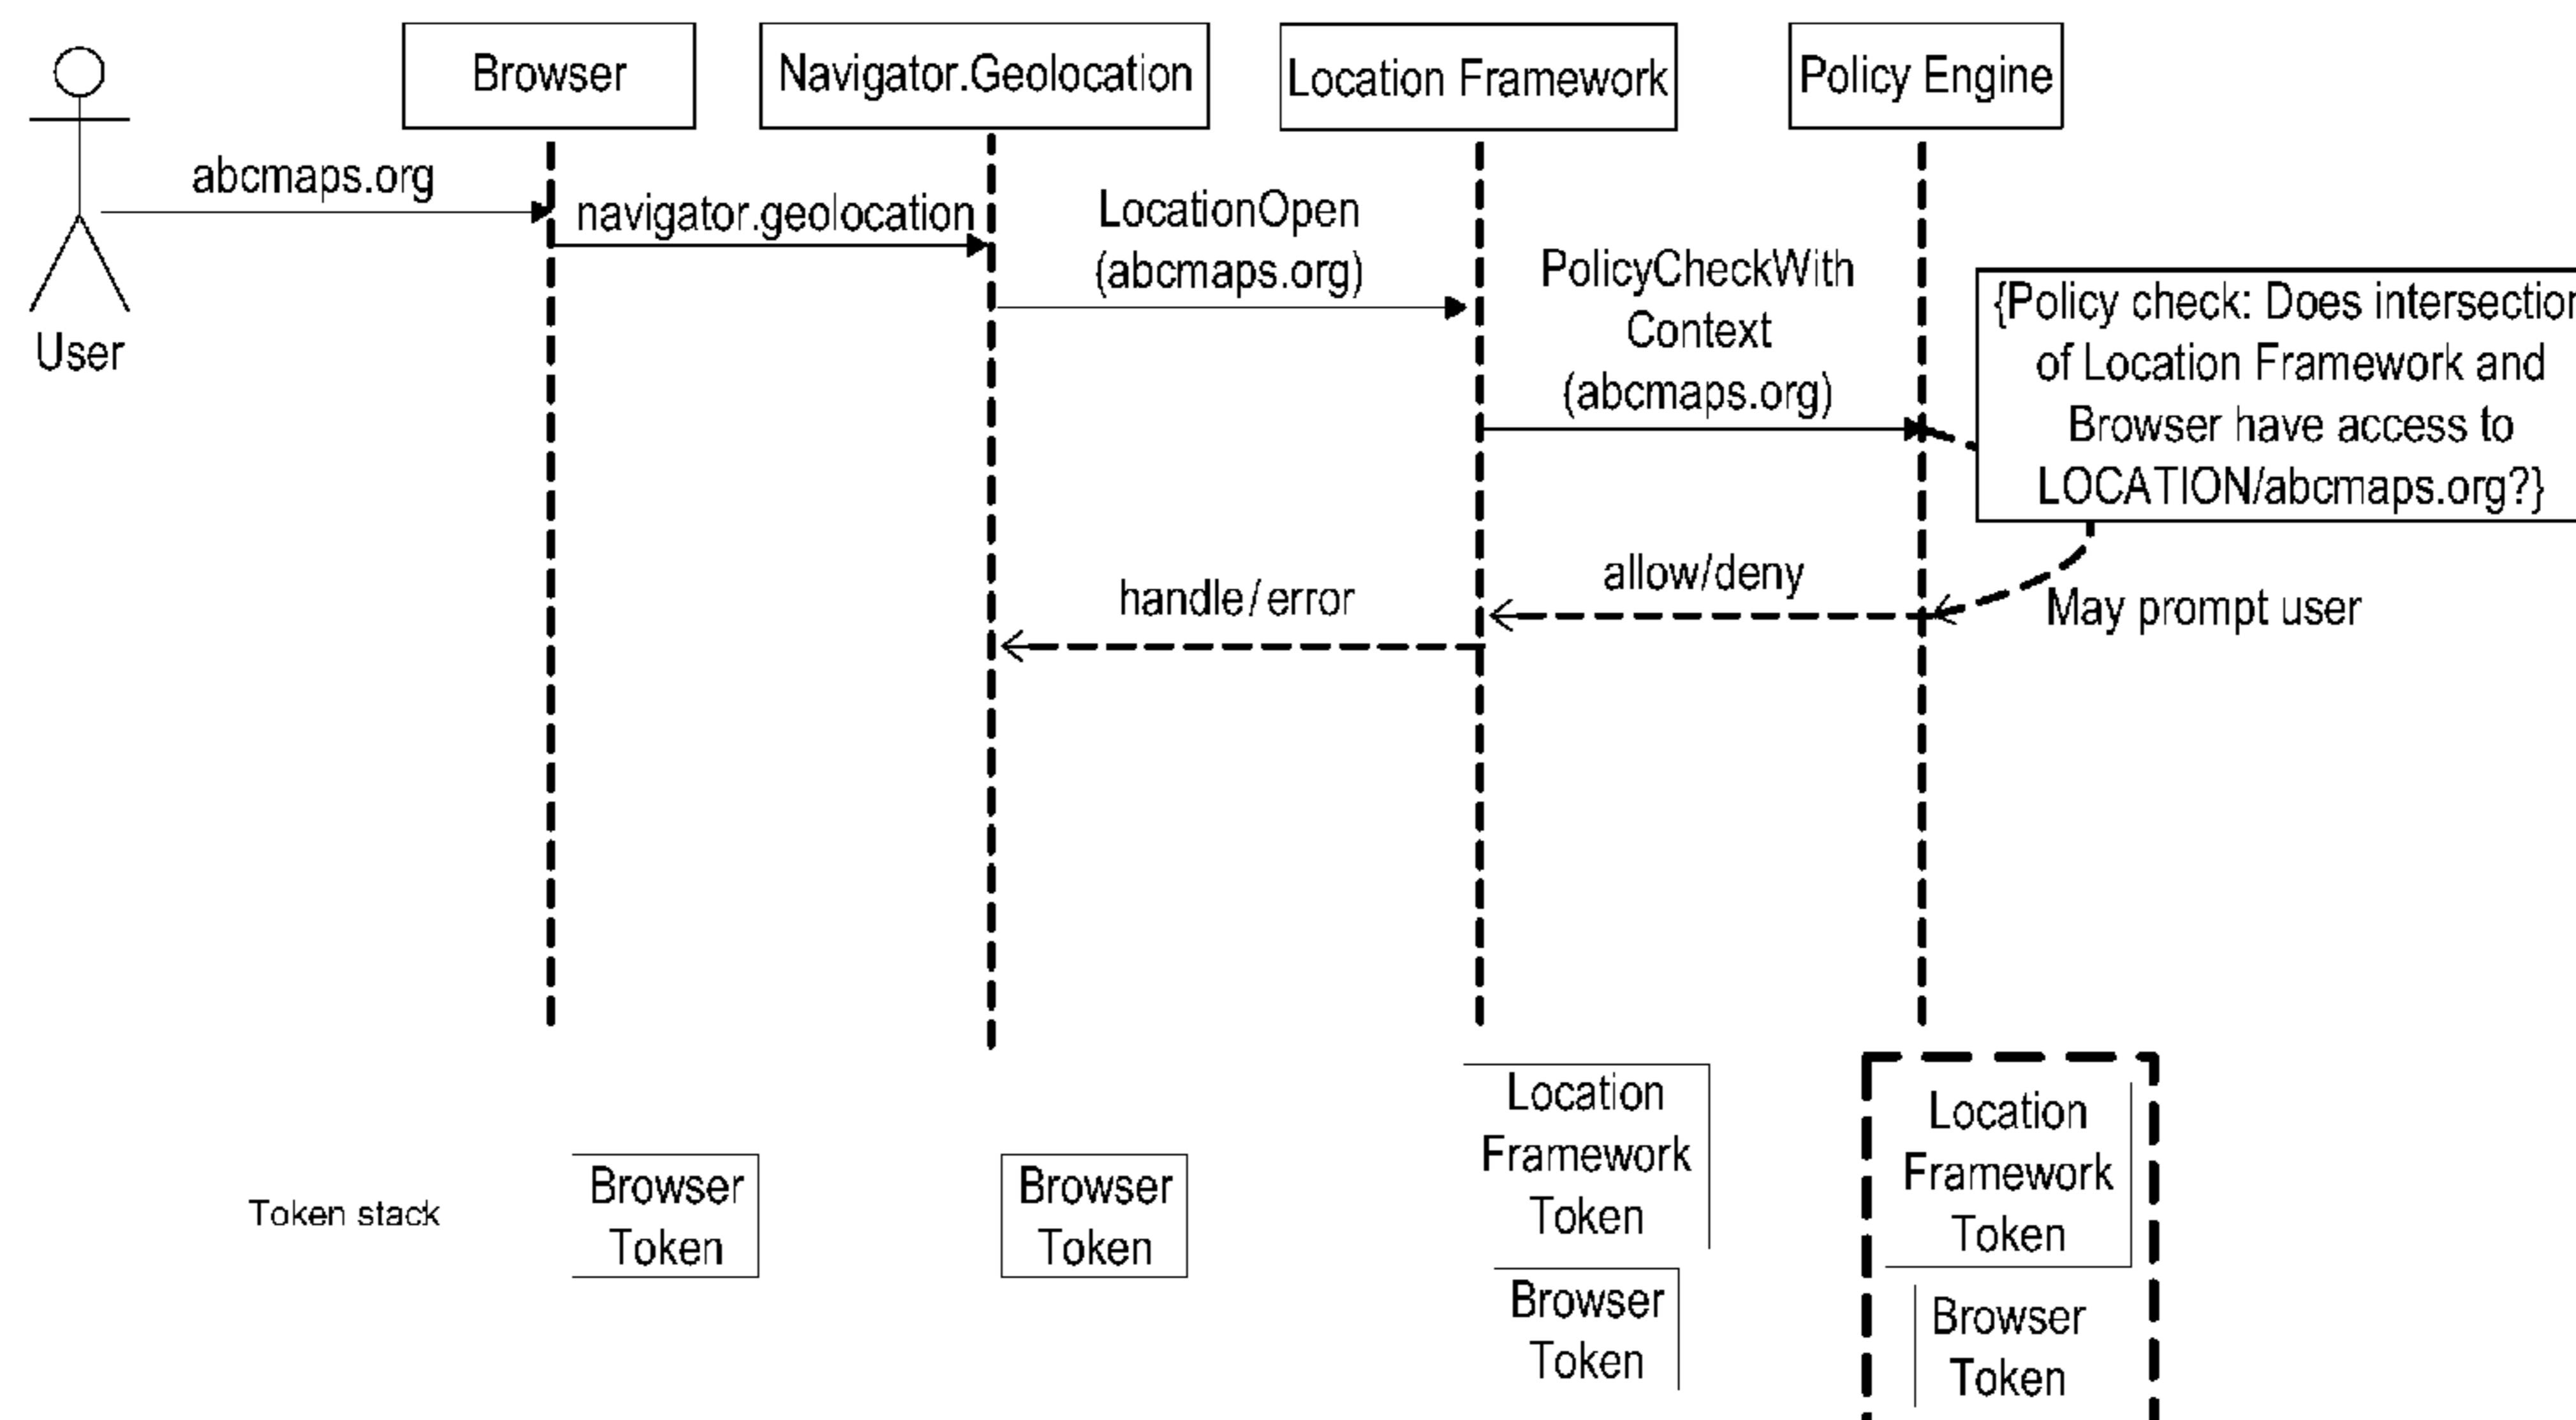 Browser
Navigator.Geolocation
Location Framework
Policy Engine
abcmaps.org
navigator.geolocation
LocationOpen
(abcmaps.org)
PolicyCheckWith
Context
(abcmaps.org)
{Policy check: Does intersection
of Location Framework and
Browser have access to
LOCATION/abcmaps.org?}
User
allow/deny
handle/error
May prompt user
Token stack
Browser
Token
Browser
Token
Location
Framework
Token
Browser
Token
Location
Framework
Token
Browser
Token